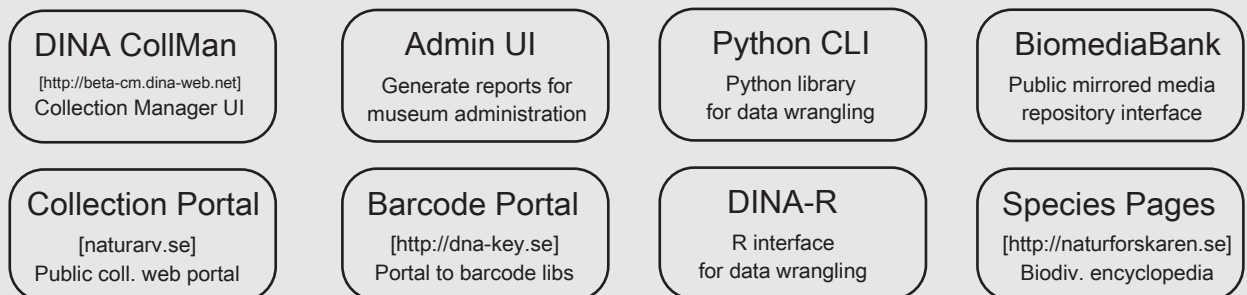 DINA CollMan
[http://beta-cm.dina-web.net]
Collection Manager UI
Admin UI
Generate reports for
museum administration
Python CLI
Python library
for data wrangling
BiomediaBank
Public mirrored media
repository interface
Collection Portal
[naturarv.se]
Public coll. web portal
Barcode Portal
[http://dna-key.se]
Portal to barcode libs
DINA-R
R interface
for data wrangling
Species Pages
[http://naturforskaren.se]
Biodiv. encyclopedia